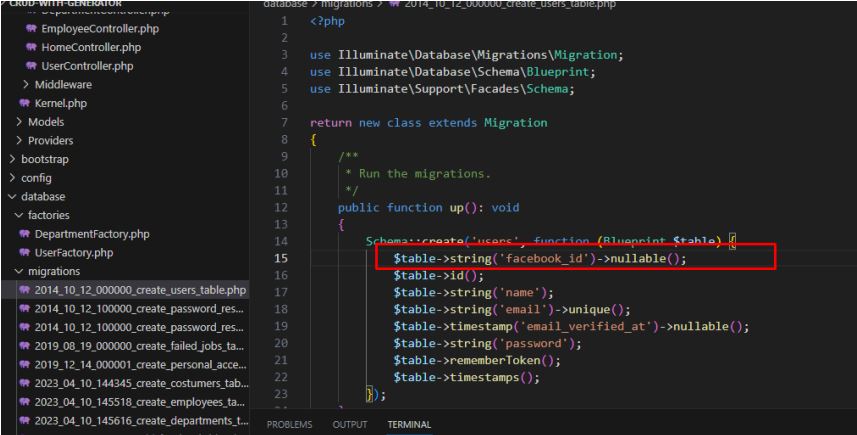 CRUD-WITH-GENERATOR
DepartmentController.php
EmployeeController.php
HomeController.php
UserController.php
Middleware
Kernel.php
Models
Providers
bootstrap
config
database
factories
DepartmentFactory.php
UserFactory.php
migrations
2014_10_12_000000_create_users_table.php
2014_10_12_100000_create_password_res...
2014_10_12_100000_create_password_res...
2019_08_19_000000_create_failed_jobs_ta...
2019_12_14_000001_create_personal_acce...
2023_04_10_144345_create_costumers_tab...
2023_04_10_145518_create_employees_ta...
2023_04_10_145616_create_departments_t...
database > migrations > 2014_10_12_000000_create_users_table.php
1 <?php
2
3 use Illuminate\Database\Migrations\Migration;
4 use Illuminate\Database\Schema\Blueprint;
5 use Illuminate\Support\Facades\Schema;
6
7 return new class extends Migration
8 {
9 /**
10 * Run the migrations.
11 */
12 public function up(): void
13 {
14 Schema::create('users', function (Blueprint $table) {
15 $table->string('facebook_id')->nullable();
16 $table->id();
17 $table->string('name');
18 $table->string('email')->unique();
19 $table->timestamp('email_verified_at')->nullable();
20 $table->string('password');
21 $table->rememberToken();
22 $table->timestamps();
23 });
PROBLEMS OUTPUT TERMINAL